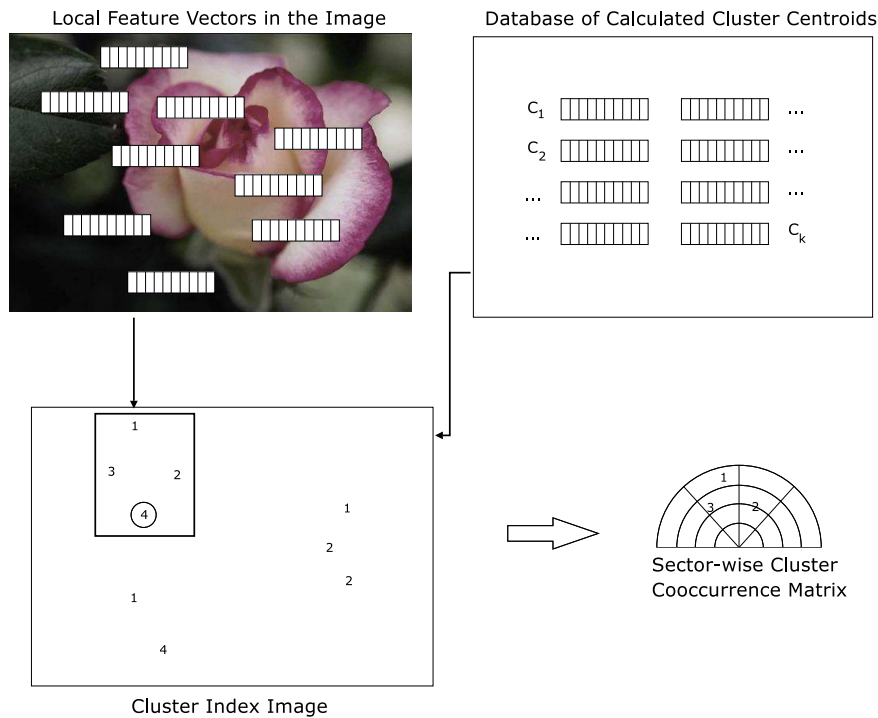 Local Feature Vectors in the Image
Database of Calculated Cluster Centroids
C1 ...
C2 ...
... ...
... Ck
1
3 2
4
1
2
2
1
4
Cluster Index Image
1
3 2
Sector-wise Cluster
Cooccurrence Matrix